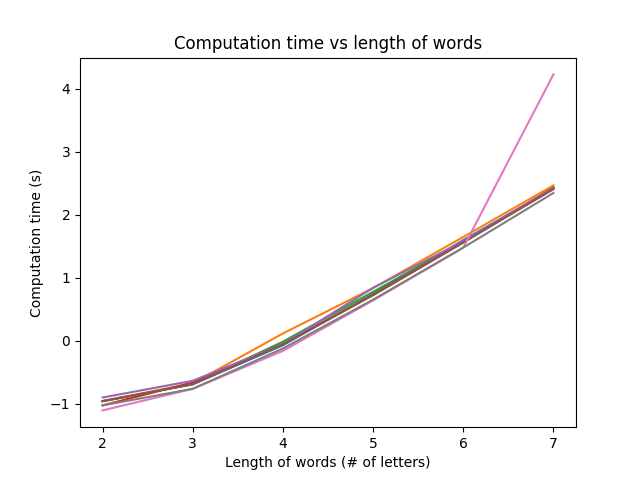 Computation time vs length of words
4
3
2
1
0
−1
Computation time (s)
2 3 4 5 6 7
Length of words (# of letters)